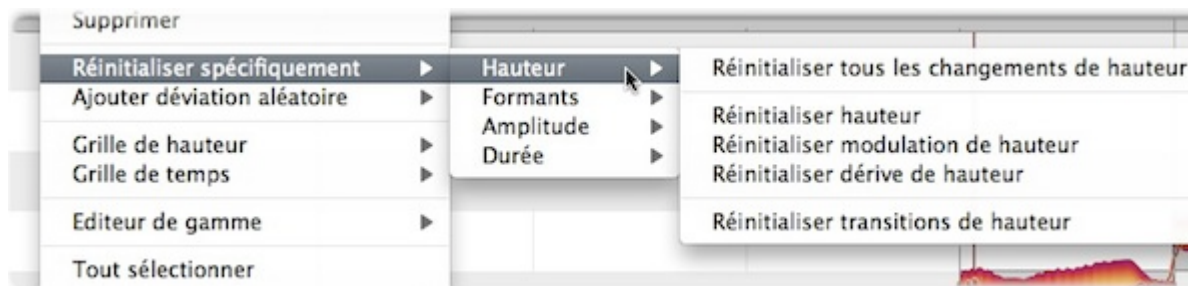 Supprimer
Réinitialiser spécifiquement
Ajouter déviation aléatoire
Grille de hauteur
Grille de temps
Editeur de gamme
Tout sélectionner
Hauteur
Formants
Amplitude
Durée
Réinitialiser tous les changements de hauteur
Réinitialiser hauteur
Réinitialiser modulation de hauteur
Réinitialiser dérive de hauteur
Réinitialiser transitions de hauteur